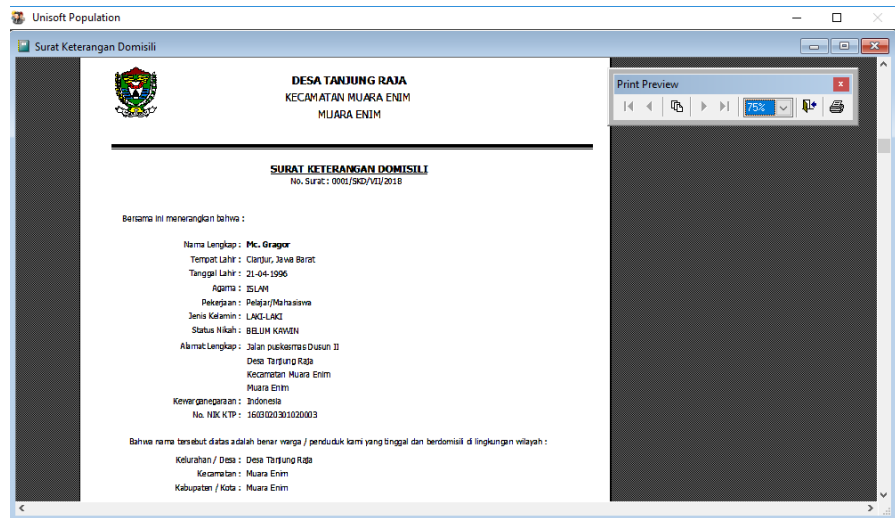 Unisoft Population
Surat Keterangan Domisili
DESA TANJUNG RAJA
KECAMATAN MUARA ENIM
MUARA ENIM
Print Preview
75%
SURAT KETERANGAN DOMISILI
No. Surat : 0001/SKD/VII/2018
Bersama ini menerangkan bahwa :
Nama Lengkap : Mc. Gragor
Tempat Lahir : Cianjur, Jawa Barat
Tanggal Lahir : 21-04-1996
Agama : ISLAM
Pekerjaan : Pelajar/Mahasiswa
Jenis Kelamin : LAKI-LAKI
Status Nikah : BELUM KAWIN
Alamat Lengkap : Jalan puskesmas Dusun II
Desa Tanjung Raja
Kecamatan Muara Enim
Muara Enim
Kewarganegaraan : Indonesia
No. NIK KTP : 1603020301020003
Bahwa nama tersebut diatas adalah benar warga / penduduk kami yang tinggal dan berdomisili di lingkungan wilayah :
Kelurahan / Desa : Desa Tanjung Raja
Kecamatan : Muara Enim
Kabupaten / Kota : Muara Enim